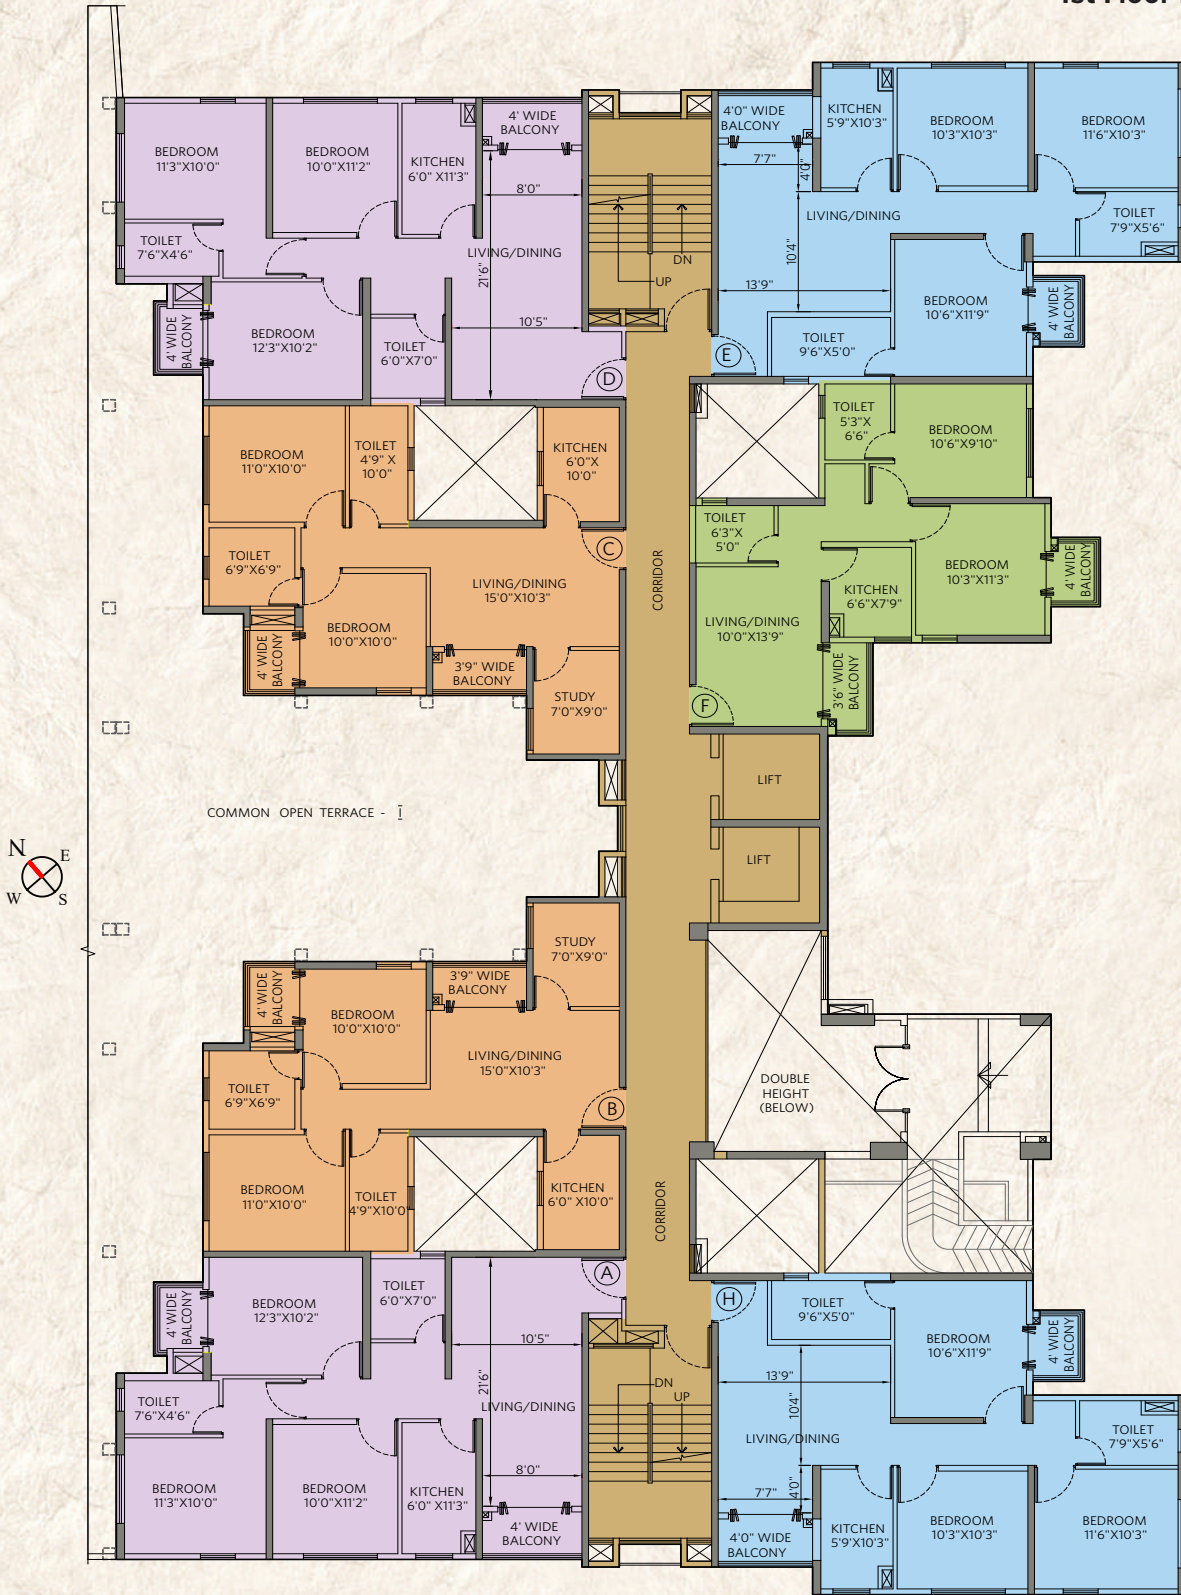 1st Floor
BEDROOM
11'3"X10'0"
BEDROOM
10'0"X11'2"
KITCHEN
6'0" X11'3"
4' WIDE
BALCONY
8'0"
TOILET
7'6"X4'6"
LIVING/DINING
21'6"
10'5"
4' WIDE
BALCONY
BEDROOM
12'3"X10'2"
TOILET
6'0"X7'0"
D
DN
UP
4'0" WIDE
BALCONY
7'7"
4'0"
KITCHEN
5'9"X10'3"
BEDROOM
10'3"X10'3"
BEDROOM
11'6"X10'3"
LIVING/DINING
10'4"
13'9"
TOILET
7'9"X5'6"
BEDROOM
10'6"X11'9"
4' WIDE
BALCONY
TOILET
9'6"X5'0"
E
BEDROOM
11'0"X10'0"
TOILET
4'9" X
10'0"
KITCHEN
6'0"X
10'0"
C
TOILET
6'9"X6'9"
LIVING/DINING
15'0"X10'3"
BEDROOM
10'0"X10'0"
4' WIDE
BALCONY
3'9" WIDE
BALCONY
STUDY
7'0"X9'0"
CORRIDOR
TOILET
5'3"X
6'6"
BEDROOM
10'6"X9'10"
TOILET
6'3"X
5'0"
BEDROOM
10'3"X11'3"
4' WIDE
BALCONY
KITCHEN
6'6"X7'9"
LIVING/DINING
10'0"X13'9"
3'6" WIDE
BALCONY
F
LIFT
LIFT
COMMON OPEN TERRACE - I
N
E
W
S
STUDY
7'0"X9'0"
3'9" WIDE
BALCONY
4' WIDE
BALCONY
BEDROOM
10'0"X10'0"
LIVING/DINING
15'0"X10'3"
TOILET
6'9"X6'9"
B
BEDROOM
11'0"X10'0"
TOILET
4'9"X10'0"
KITCHEN
6'0" X10'0"
CORRIDOR
DOUBLE
HEIGHT
(BELOW)
A
TOILET
6'0"X7'0"
BEDROOM
12'3"X10'2"
4' WIDE
BALCONY
10'5"
21'6"
LIVING/DINING
TOILET
7'6"X4'6"
8'0"
BEDROOM
11'3"X10'0"
BEDROOM
10'0"X11'2"
KITCHEN
6'0" X11'3"
4' WIDE
BALCONY
DN
UP
H
TOILET
9'6"X5'0"
BEDROOM
10'6"X11'9"
4' WIDE
BALCONY
13'9"
10'4"
LIVING/DINING
TOILET
7'9"X5'6"
7'7"
4'0"
4'0" WIDE
BALCONY
KITCHEN
5'9'X10'3"
BEDROOM
10'3"X10'3"
BEDROOM
11'6"X10'3"